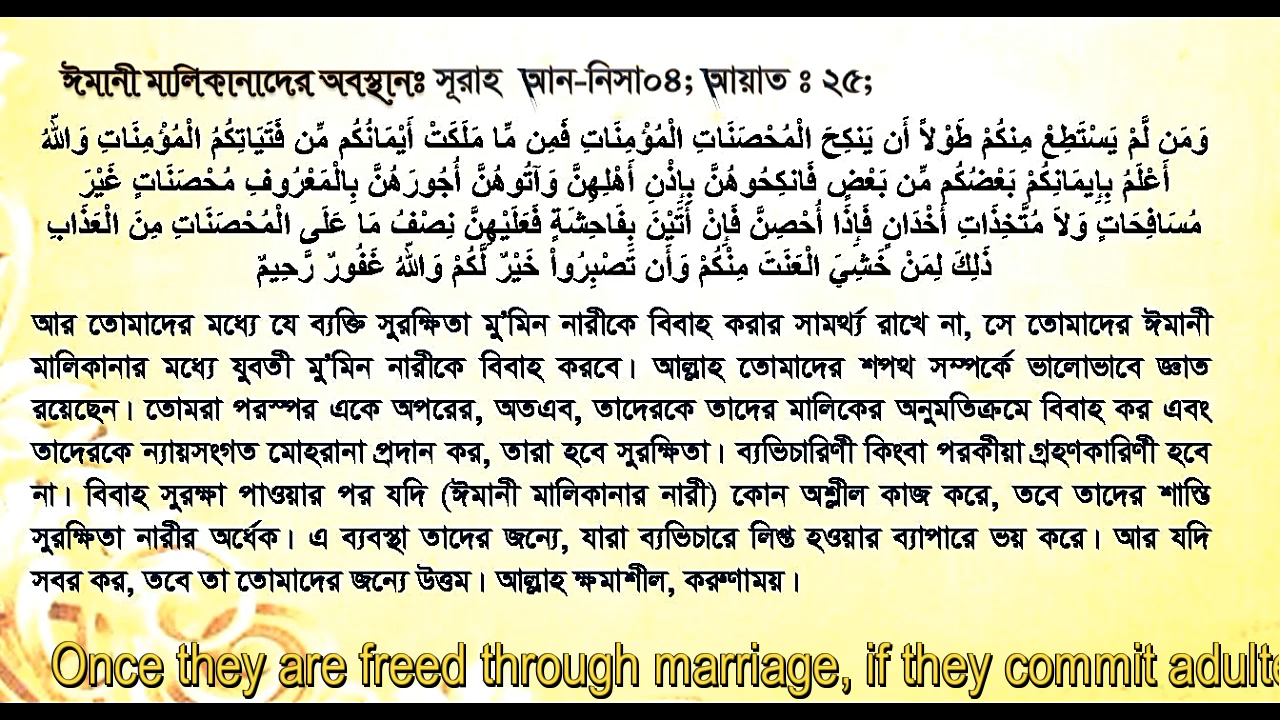 ঈমানী মালিকানাদের অবস্থানঃ সূরাহ আন-নিসা০৪; আয়াত : ২৫;
وَمَن لَّمْ يَسْتَطِعْ مِنكُمْ طَوْلاً أَن يَنكِحَ الْمُحْصَنَاتِ الْمُؤْمِنَاتِ فَمِن مِّا مَلَكَتْ أَيْمَانُكُم مِّن فَتَيَاتِكُمُ الْمُؤْمِنَاتِ وَاللّهُ
أَعْلَمُ بِإِيمَانِكُمْ بَعْضُكُم مِّن بَعْضٍ فَانكِحُوهُنَّ بِإِذْنِ أَهْلِهِنَّ وَآتُوهُنَّ أُجُورَهُنَّ بِالْمَعْرُوفِ مُحْصَنَاتٍ غَيْرَ
مُسَافِحَاتٍ وَلاَ مُتَّخِذَاتِ أَخْدَانٍ فَإِذَا أُحْصِنَّ فَإِنْ أَتَيْنَ بِفَاحِشَةٍ فَعَلَيْهِنَّ نِصْفُ مَا عَلَى الْمُحْصَنَاتِ مِنَ الْعَذَابِ
ذَلِكَ لِمَنْ خَشِيَ الْعَنَتَ مِنْكُمْ وَأَن تَصْبِرُواْ خَيْرٌ لَّكُمْ وَاللّهُ غَفُورٌ رَّحِيمٌ
আর তোমাদের মধ্যে যে ব্যক্তি সুরক্ষিতা মু’মিন নারীকে বিবাহ করার সামর্থ্য রাখে না, সে তোমাদের ঈমানী
মালিকানার মধ্যে যুবতী মু’মিন নারীকে বিবাহ করবে। আল্লাহ তোমাদের শপথ সম্পর্কে ভালোভাবে জ্ঞাত
রয়েছেন। তোমরা পরস্পর একে অপরের, অতএব, তাদেরকে তাদের মালিকের অনুমতিক্রমে বিবাহ কর এবং
তাদেরকে ন্যায়সংগত মোহরানা প্রদান কর, তারা হবে সুরক্ষিতা। ব্যভিচারিণী কিংবা পরকীয়া গ্রহণকারিণী হবে
না। বিবাহ সুরক্ষা পাওয়ার পর যদি (ঈমানী মালিকানার নারী) কোন অশ্লীল কাজ করে, তবে তাদের শাস্তি
সুরক্ষিতা নারীর অর্ধেক। এ ব্যবস্থা তাদের জন্যে, যারা ব্যভিচারে লিপ্ত হওয়ার ব্যাপারে ভয় করে। আর যদি
সবর কর, তবে তা তোমাদের জন্যে উত্তম। আল্লাহ ক্ষমাশীল, করুণাময়।
Once they are freed through marriage, if they commit adulte